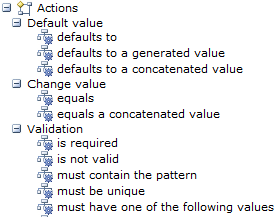 Actions
Default value
defaults to
defaults to a generated value
defaults to a concatenated value
Change value
equals
equals a concatenated value
Validation
is required
is not valid
must contain the pattern
must be unique
must have one of the following values